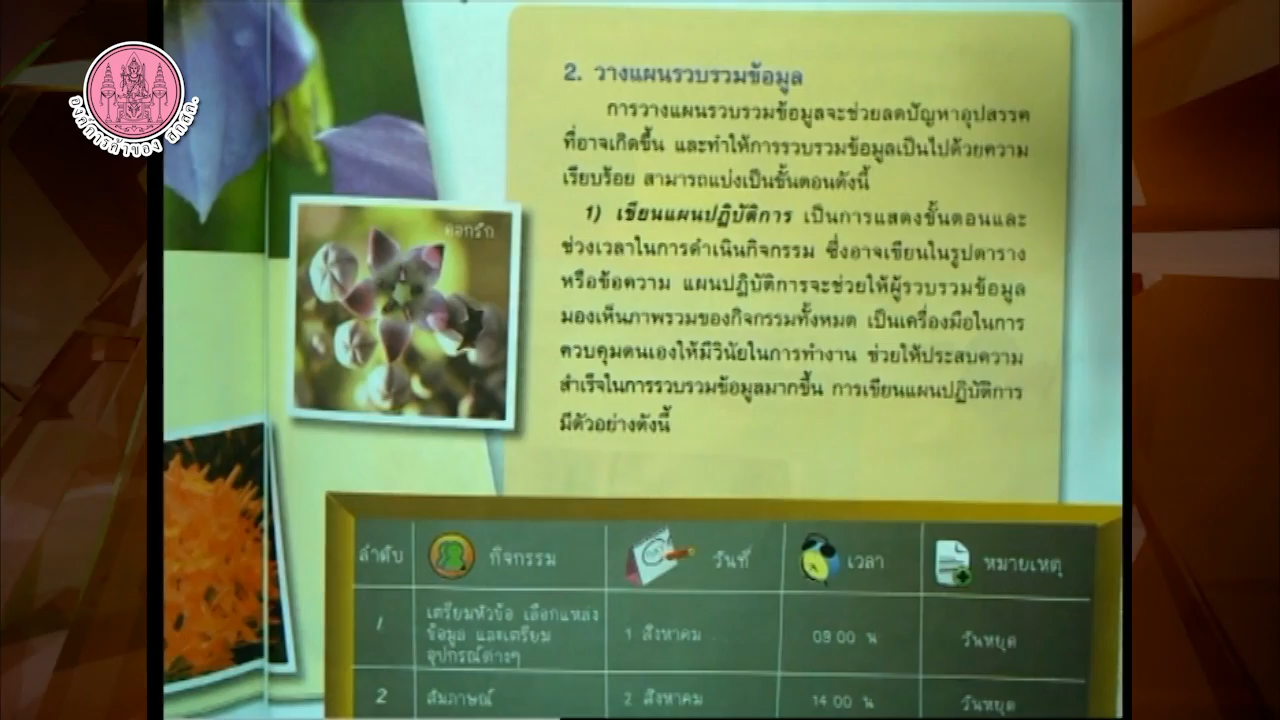 องค์การค้าของ สกสค.
ดอกรัก
2. วางแผนรวบรวมข้อมูล
การวางแผนรวบรวมข้อมูลจะช่วยลดปัญหาอุปสรรค
ที่อาจเกิดขึ้น และทำให้การรวบรวมข้อมูลเป็นไปด้วยความ
เรียบร้อย สามารถแบ่งเป็นขั้นตอนดังนี้
1) เขียนแผนปฏิบัติการ เป็นการแสดงขั้นตอนและ
ช่วงเวลาในการดำเนินกิจกรรม ซึ่งอาจเขียนในรูปตาราง
หรือข้อความ แผนปฏิบัติการจะช่วยให้ผู้รวบรวมข้อมูล
มองเห็นภาพรวมของกิจกรรมทั้งหมด เป็นเครื่องมือในการ
ควบคุมตนเองให้มีวินัยในการทำงาน ช่วยให้ประสบความ
สำเร็จในการรวบรวมข้อมูลมากขึ้น การเขียนแผนปฏิบัติการ
มีตัวอย่างดังนี้
ลำดับ กิจกรรม วันที่ เวลา หมายเหตุ
1 เตรียมหัวข้อ เลือกแหล่ง
ข้อมูล และเตรียม
อุปกรณ์ต่างๆ
1 สิงหาคม 09.00 น วันหยุด
2 สัมภาษณ์ 2 สิงหาคม 14.00 น วันหยุด